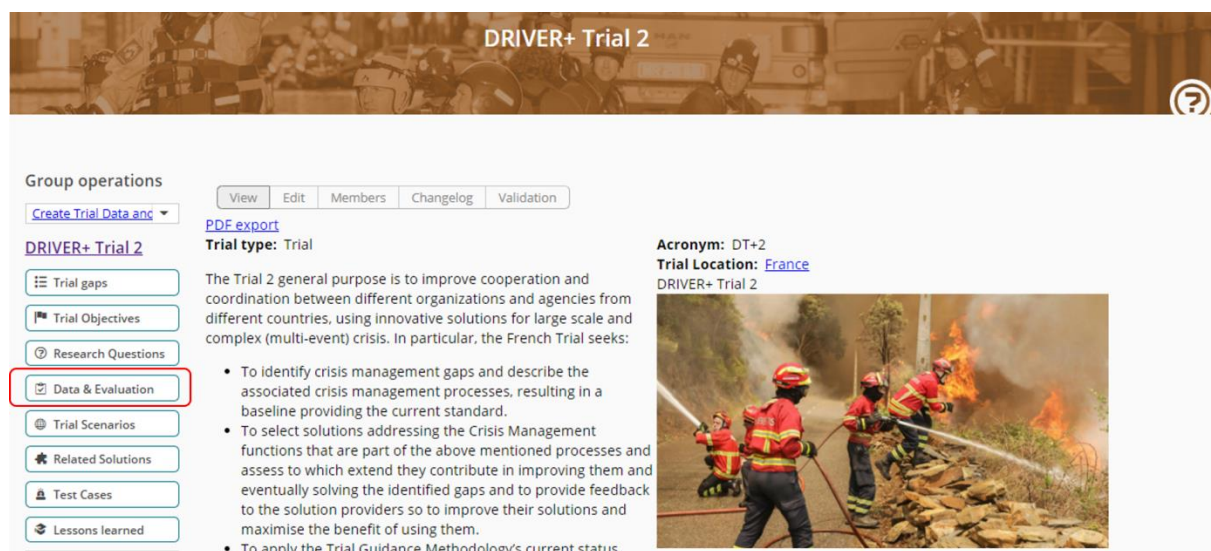 DRIVER+ Trial 2
?
Group operations
Create Trial Data and
DRIVER+ Trial 2
Trial gaps
Trial Objectives
Research Questions
Data & Evaluation
Trial Scenarios
Related Solutions
Test Cases
Lessons learned
View Edit Members Changelog Validation
PDF export
Trial type: Trial
The Trial 2 general purpose is to improve cooperation and
coordination between different organizations and agencies from
different countries, using innovative solutions for large scale and
complex (multi-event) crisis. In particular, the French Trial seeks:
• To identify crisis management gaps and describe the
associated crisis management processes, resulting in a
baseline providing the current standard.
• To select solutions addressing the Crisis Management
functions that are part of the above mentioned processes and
assess to which extend they contribute in improving them and
eventually solving the identified gaps and to provide feedback
to the solution providers so to improve their solutions and
maximise the benefit of using them.
• To apply the Trial Guidance Methodology's current status
Acronym: DT+2
Trial Location: France
DRIVER+ Trial 2